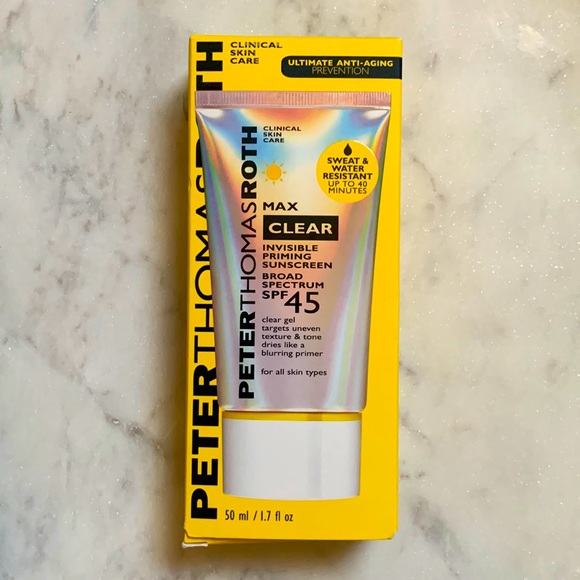 PETERTHOMASROTH
CLINICAL
SKIN
CARE
ULTIMATE ANTI-AGING
PREVENTION
PETERTHOMASROTH
CLINICAL
SKIN
CARE
SWEAT &
WATER
RESISTANT
UP TO 40
MINUTES
MAX
CLEAR
INVISIBLE
PRIMING
SUNSCREEN
BROAD
SPECTRUM
SPF 45
clear gel
targets uneven
texture & tone
dries like a
blurring primer
for all skin types
50 ml / 1.7 fl oz